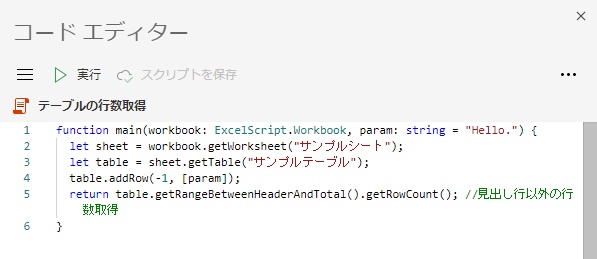 コード エディター
実行 スクリプトを保存
テーブルの行数取得
1 function main(workbook: ExcelScript.Workbook, param: string = "Hello.") {
2 let sheet = workbook.getWorksheet("サンプルシート");
3 let table = sheet.getTable("サンプルテーブル");
4 table.addRow(-1, [param]);
5 return table.getRangeBetweenHeaderAndTotal().getRowCount(); //見出し行以外の行
数取得
6 }